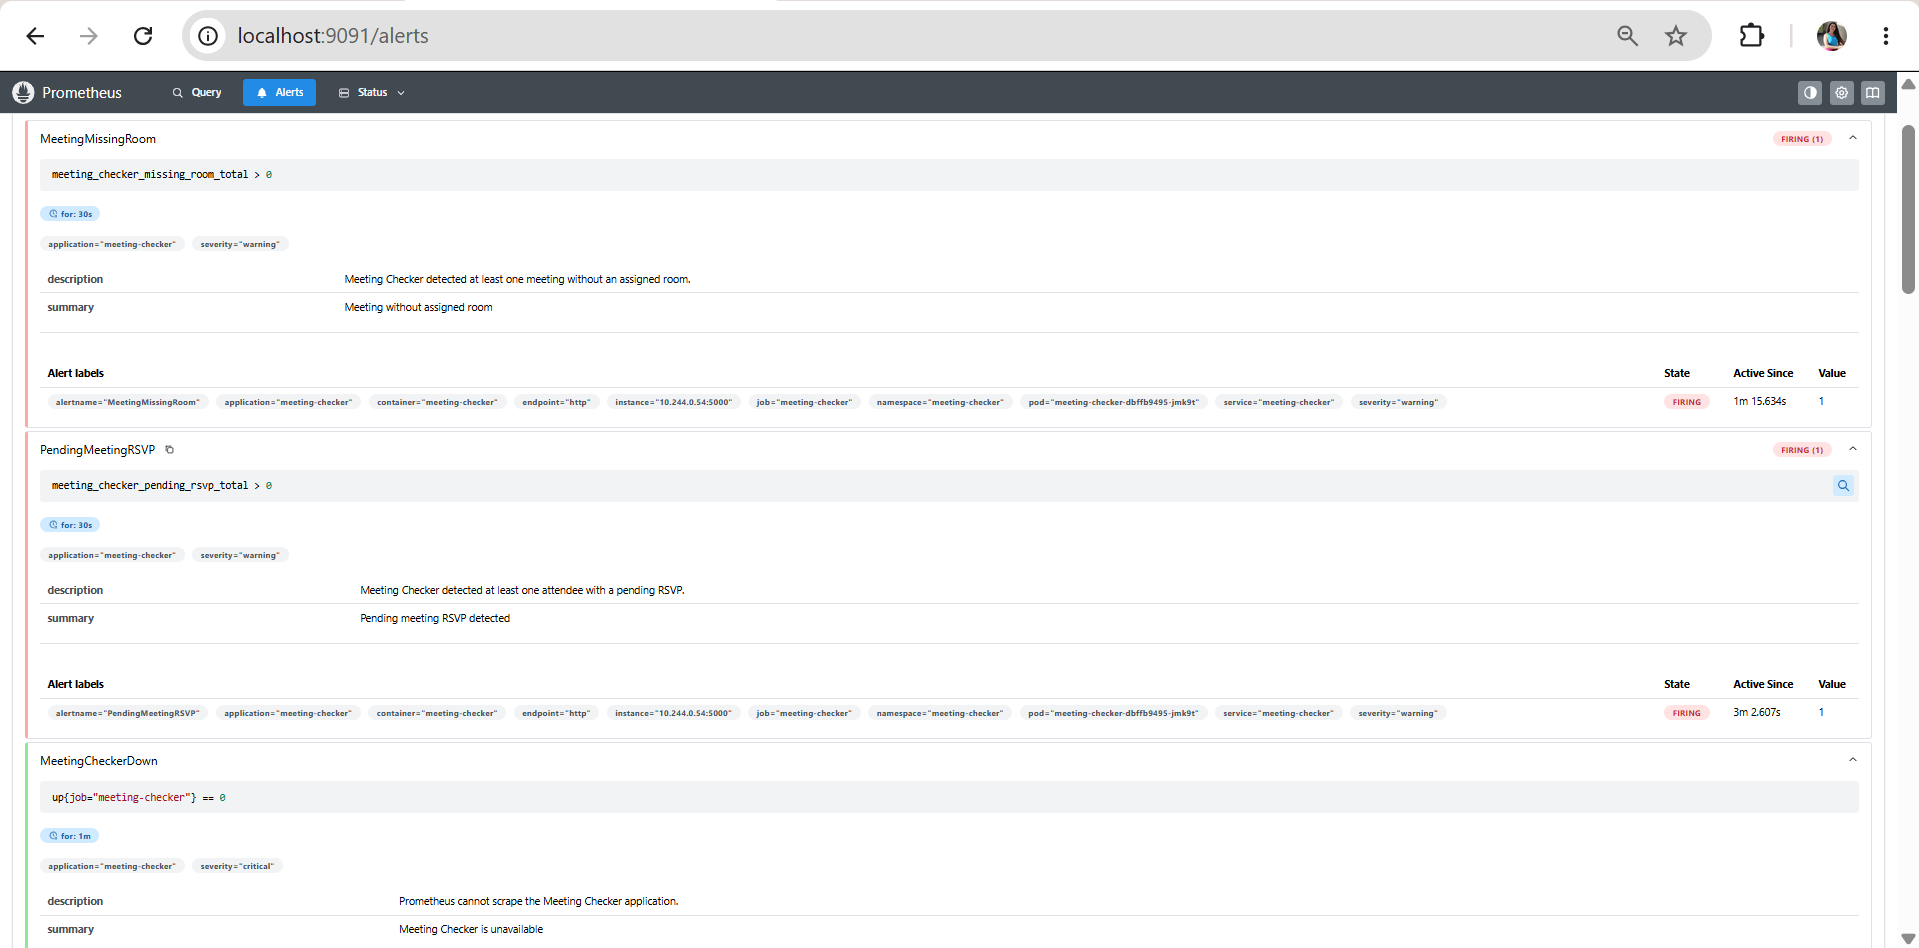 localhost:9091/alerts
Prometheus Query Alerts Status
MeetingMissingRoom FIRING (1)
meeting_checker_missing_room_total > 0
for: 30s
application="meeting-checker" severity="warning"
description Meeting Checker detected at least one meeting without an assigned room.
summary Meeting without assigned room
Alert labels State Active Since Value
alertname="MeetingMissingRoom" application="meeting-checker" container="meeting-checker" endpoint="http" instance="10.244.0.54:5000" job="meeting-checker" namespace="meeting-checker" pod="meeting-checker-dbffb9495-jmk9t" service="meeting-checker" severity="warning" FIRING 1m 15.634s 1
PendingMeetingRSVP FIRING (1)
meeting_checker_pending_rsvp_total > 0
for: 30s
application="meeting-checker" severity="warning"
description Meeting Checker detected at least one attendee with a pending RSVP.
summary Pending meeting RSVP detected
Alert labels State Active Since Value
alertname="PendingMeetingRSVP" application="meeting-checker" container="meeting-checker" endpoint="http" instance="10.244.0.54:5000" job="meeting-checker" namespace="meeting-checker" pod="meeting-checker-dbffb9495-jmk9t" service="meeting-checker" severity="warning" FIRING 3m 2.607s 1
MeetingCheckerDown
up{job="meeting-checker"} == 0
for: 1m
application="meeting-checker" severity="critical"
description Prometheus cannot scrape the Meeting Checker application.
summary Meeting Checker is unavailable